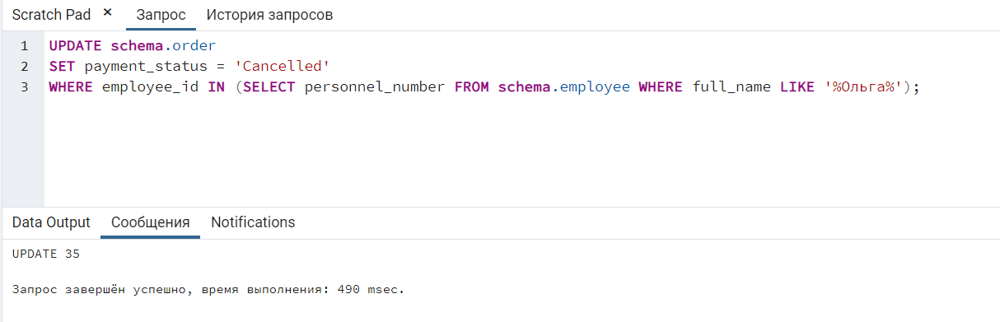 Scratch Pad × Запрос История запросов
1 UPDATE schema.order
2 SET payment_status = 'Cancelled'
3 WHERE employee_id IN (SELECT personnel_number FROM schema.employee WHERE full_name LIKE '%Ольга%');
Data Output Сообщения Notifications
UPDATE 35
Запрос завершён успешно, время выполнения: 490 msec.